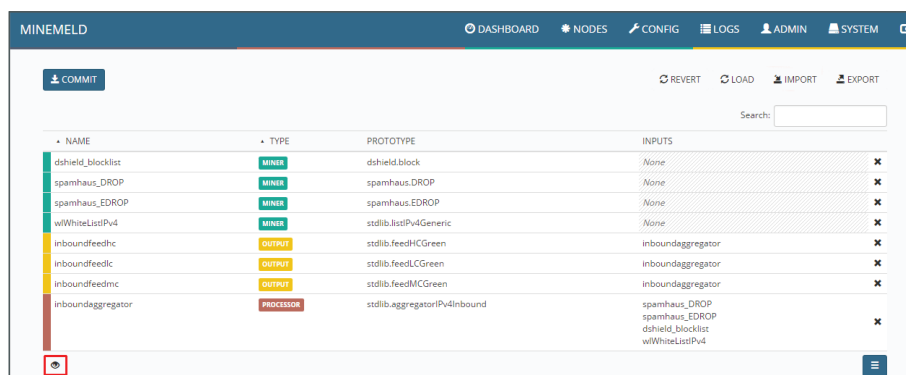 MINEMELD DASHBOARD NODES CONFIG LOGS ADMIN SYSTEM
COMMIT REVERT LOAD IMPORT EXPORT
Search:
NAME TYPE PROTOTYPE INPUTS
dshield_blocklist MINER dshield.block None
spamhaus_DROP MINER spamhaus.DROP None
spamhaus_EDROP MINER spamhaus.EDROP None
wlWhiteListIPv4 MINER stdlib.listIPv4Generic None
inboundfeedhc OUTPUT stdlib.feedHCGreen inboundaggregator
inboundfeedlc OUTPUT stdlib.feedLCGreen inboundaggregator
inboundfeedmc OUTPUT stdlib.feedMCGreen inboundaggregator
inboundaggregator PROCESSOR stdlib.aggregatorIPv4Inbound spamhaus_DROP
spamhaus_EDROP
dshield_blocklist
wlWhiteListIPv4